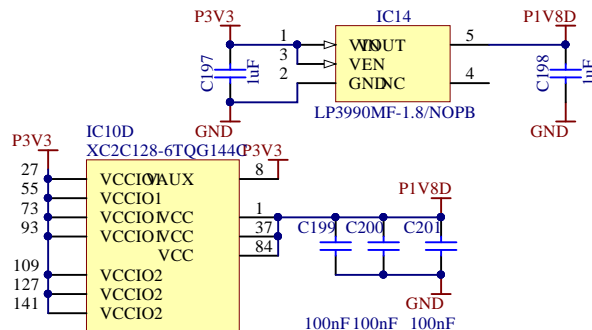 P3V3
IC14
P1V8D
1
VIN
VOUT
5
3
VEN
2
GND
NC
4
C197
1uF
C198
1uF
GND
LP3990MF-1.8/NOPB
GND
P3V3
IC10D
XC2C128-6TQG144C
P3V3
27
VCCIO1
VAUX
8
55
VCCIO1
P1V8D
73
VCCIO1
VCC
1
93
VCCIO1
VCC
37
C199
C200
C201
VCC
84
109
VCCIO2
127
VCCIO2
GND
141
VCCIO2
100nF
100nF
100nF